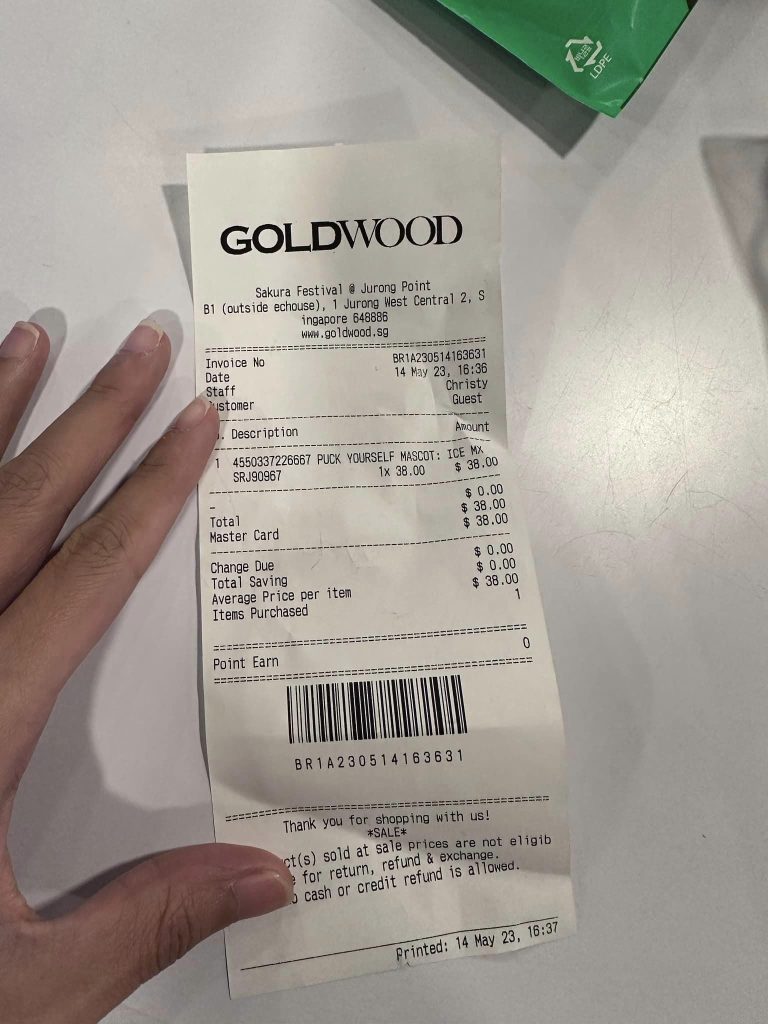 LDPE
GOLDWOOD
Sakura Festival @ Jurong Point
B1 (outside echouse), 1 Jurong West Central 2, S
ingapore 648886
www.goldwood.sg
Invoice No BR1A230514163631
Date 14 May 23, 16:36
Staff Christy
ustomer Guest
. Description Amount
1 4550337226667 PUCK YOURSELF MASCOT: ICE MX
SRJ90967 1x 38.00 $ 38.00
- $ 0.00
Total $ 38.00
Master Card $ 38.00
Change Due $ 0.00
Total Saving $ 0.00
Average Price per item $ 38.00
Items Purchased 1
Point Earn 0
BR1A230514163631
Thank you for shopping with us!
*SALE*
ct(s) sold at sale prices are not eligib
e for return, refund & exchange.
o cash or credit refund is allowed.
Printed: 14 May 23, 16:37